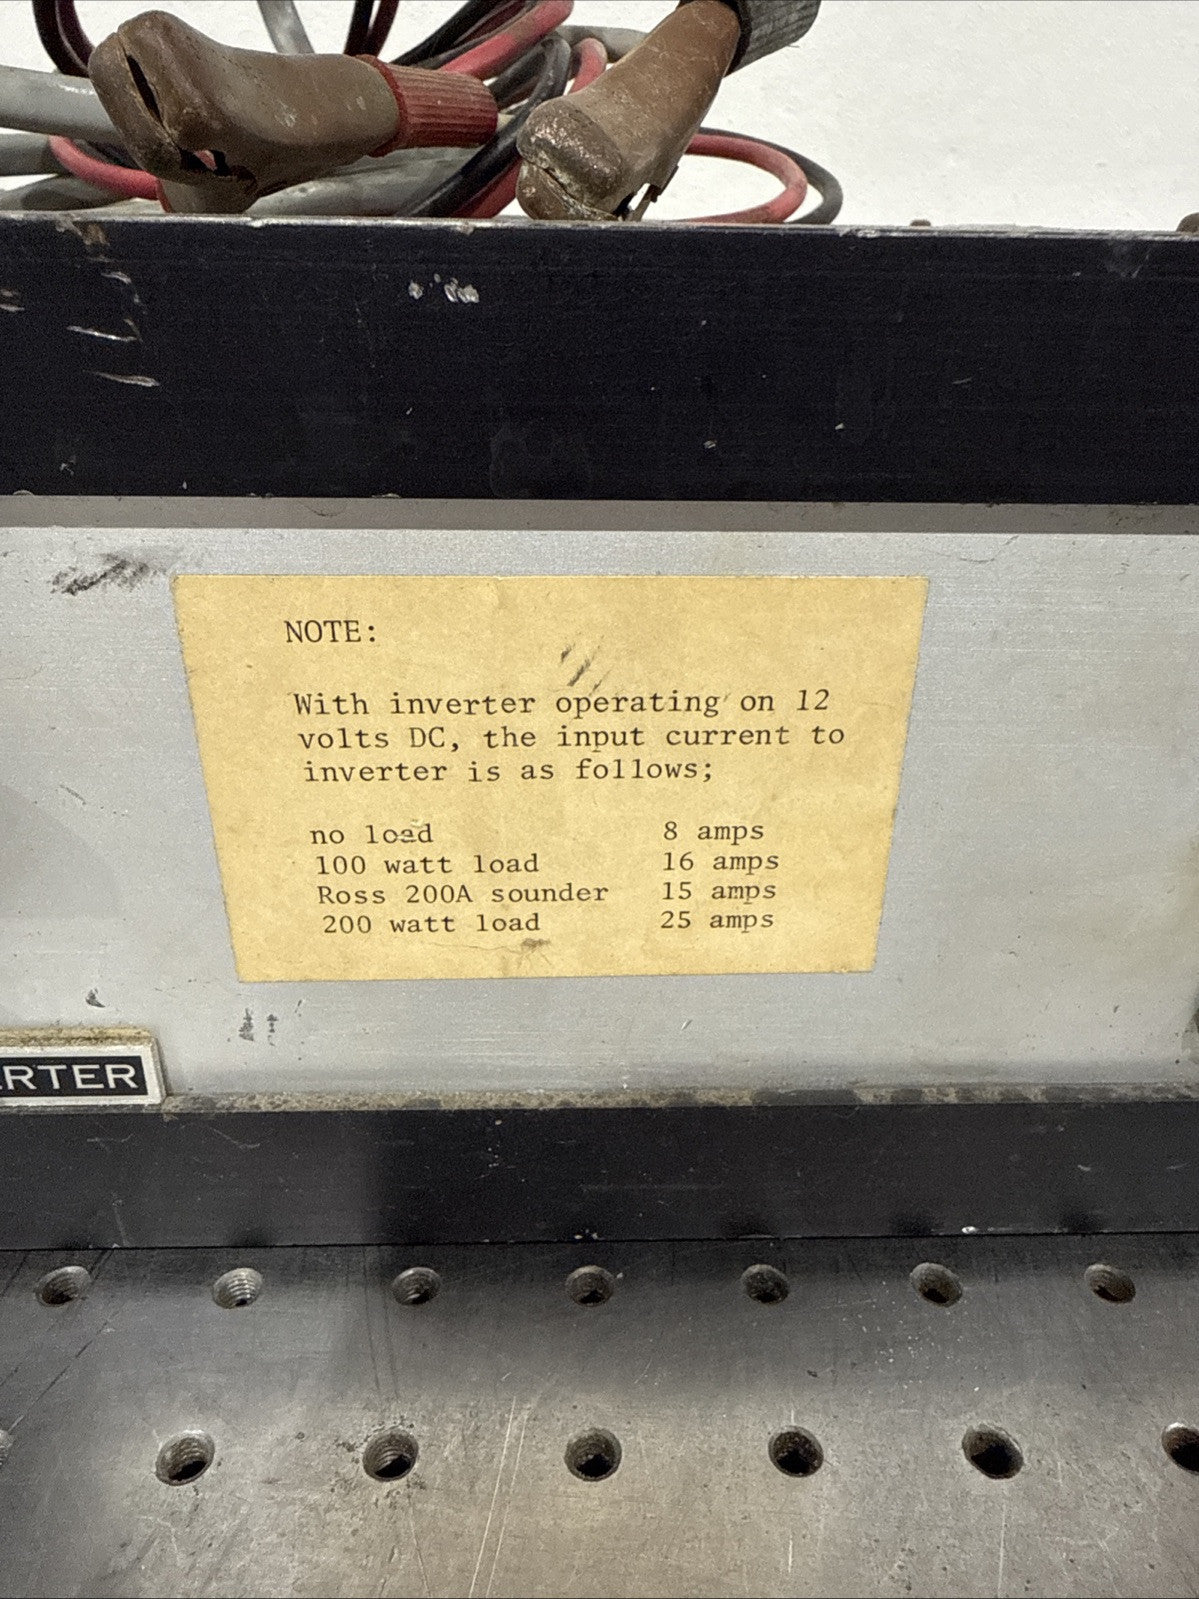 NOTE:
With inverter operating on 12
volts DC, the input current to
inverter is as follows;
no load 8 amps
100 watt load 16 amps
Ross 200A sounder 15 amps
200 watt load 25 amps
ERTER